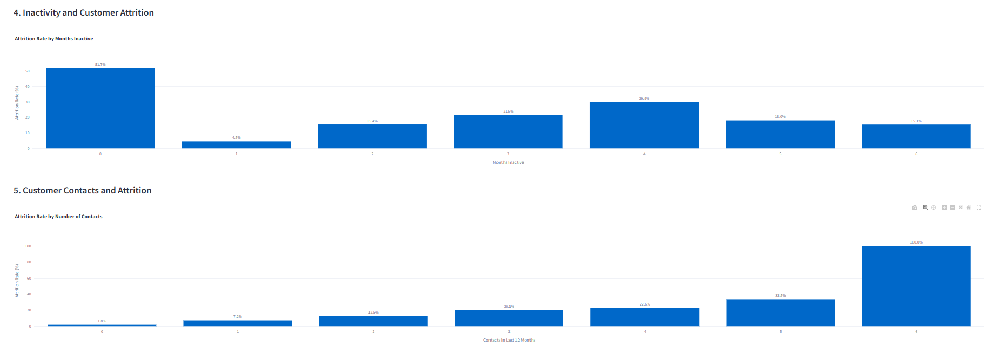 4. Inactivity and Customer Attrition
Attrition Rate by Months Inactive
51.7%
4.5%
15.4%
21.5%
29.9%
18.0%
15.3%
50
40
30
20
10
0
Attrition Rate (%)
0 1 2 3 4 5 6
Months Inactive
5. Customer Contacts and Attrition
Attrition Rate by Number of Contacts
1.8%
7.2%
12.5%
20.1%
22.6%
33.5%
100.0%
100
80
60
40
20
0
Attrition Rate (%)
0 1 2 3 4 5 6
Contacts in Last 12 Months